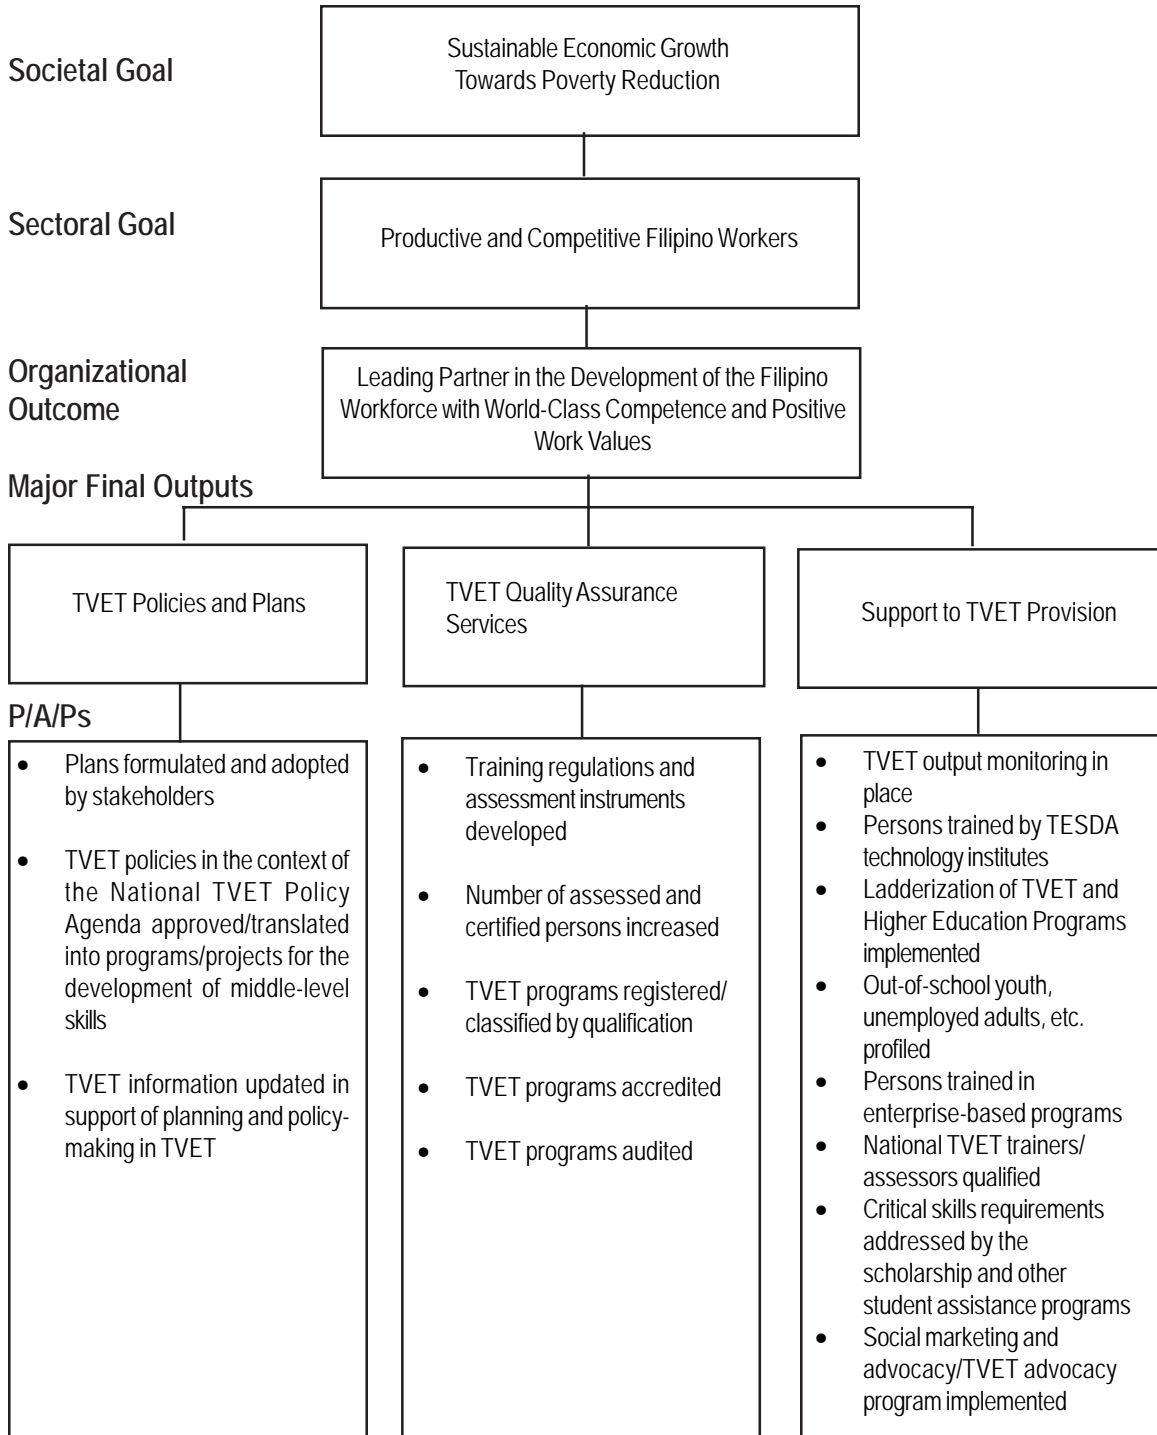 Societal Goal
Sustainable Economic Growth
Towards Poverty Reduction
Sectoral Goal
Productive and Competitive Filipino Workers
Organizational
Outcome
Leading Partner in the Development of the Filipino
Workforce with World-Class Competence and Positive
Work Values
Major Final Outputs
TVET Policies and Plans
TVET Quality Assurance
Services
Support to TVET Provision
P/A/Ps
• Plans formulated and adopted
by stakeholders
• TVET policies in the context of
the National TVET Policy
Agenda approved/translated
into programs/projects for the
development of middle-level
skills
• TVET information updated in
support of planning and policy-
making in TVET
• Training regulations and
assessment instruments
developed
• Number of assessed and
certified persons increased
• TVET programs registered/
classified by qualification
• TVET programs accredited
• TVET programs audited
• TVET output monitoring in
place
• Persons trained by TESDA
technology institutes
• Ladderization of TVET and
Higher Education Programs
implemented
• Out-of-school youth,
unemployed adults, etc.
profiled
• Persons trained in
enterprise-based programs
• National TVET trainers/
assessors qualified
• Critical skills requirements
addressed by the
scholarship and other
student assistance programs
• Social marketing and
advocacy/TVET advocacy
program implemented